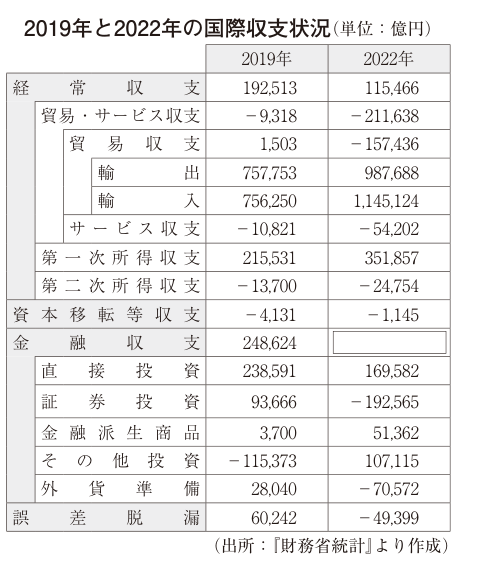 2019年と2022年の国際収支状況（単位：億円）
2019年 2022年
経常収支 192,513 115,466
貿易・サービス収支 −9,318 −211,638
貿易収支 1,503 −157,436
輸出 757,753 987,688
輸入 756,250 1,145,124
サービス収支 −10,821 −54,202
第一次所得収支 215,531 351,857
第二次所得収支 −13,700 −24,754
資本移転等収支 −4,131 −1,145
金融収支 248,624
直接投資 238,591 169,582
証券投資 93,666 −192,565
金融派生商品 3,700 51,362
その他投資 −115,373 107,115
外貨準備 28,040 −70,572
誤差脱漏 60,242 −49,399
（出所：『財務省統計』より作成）